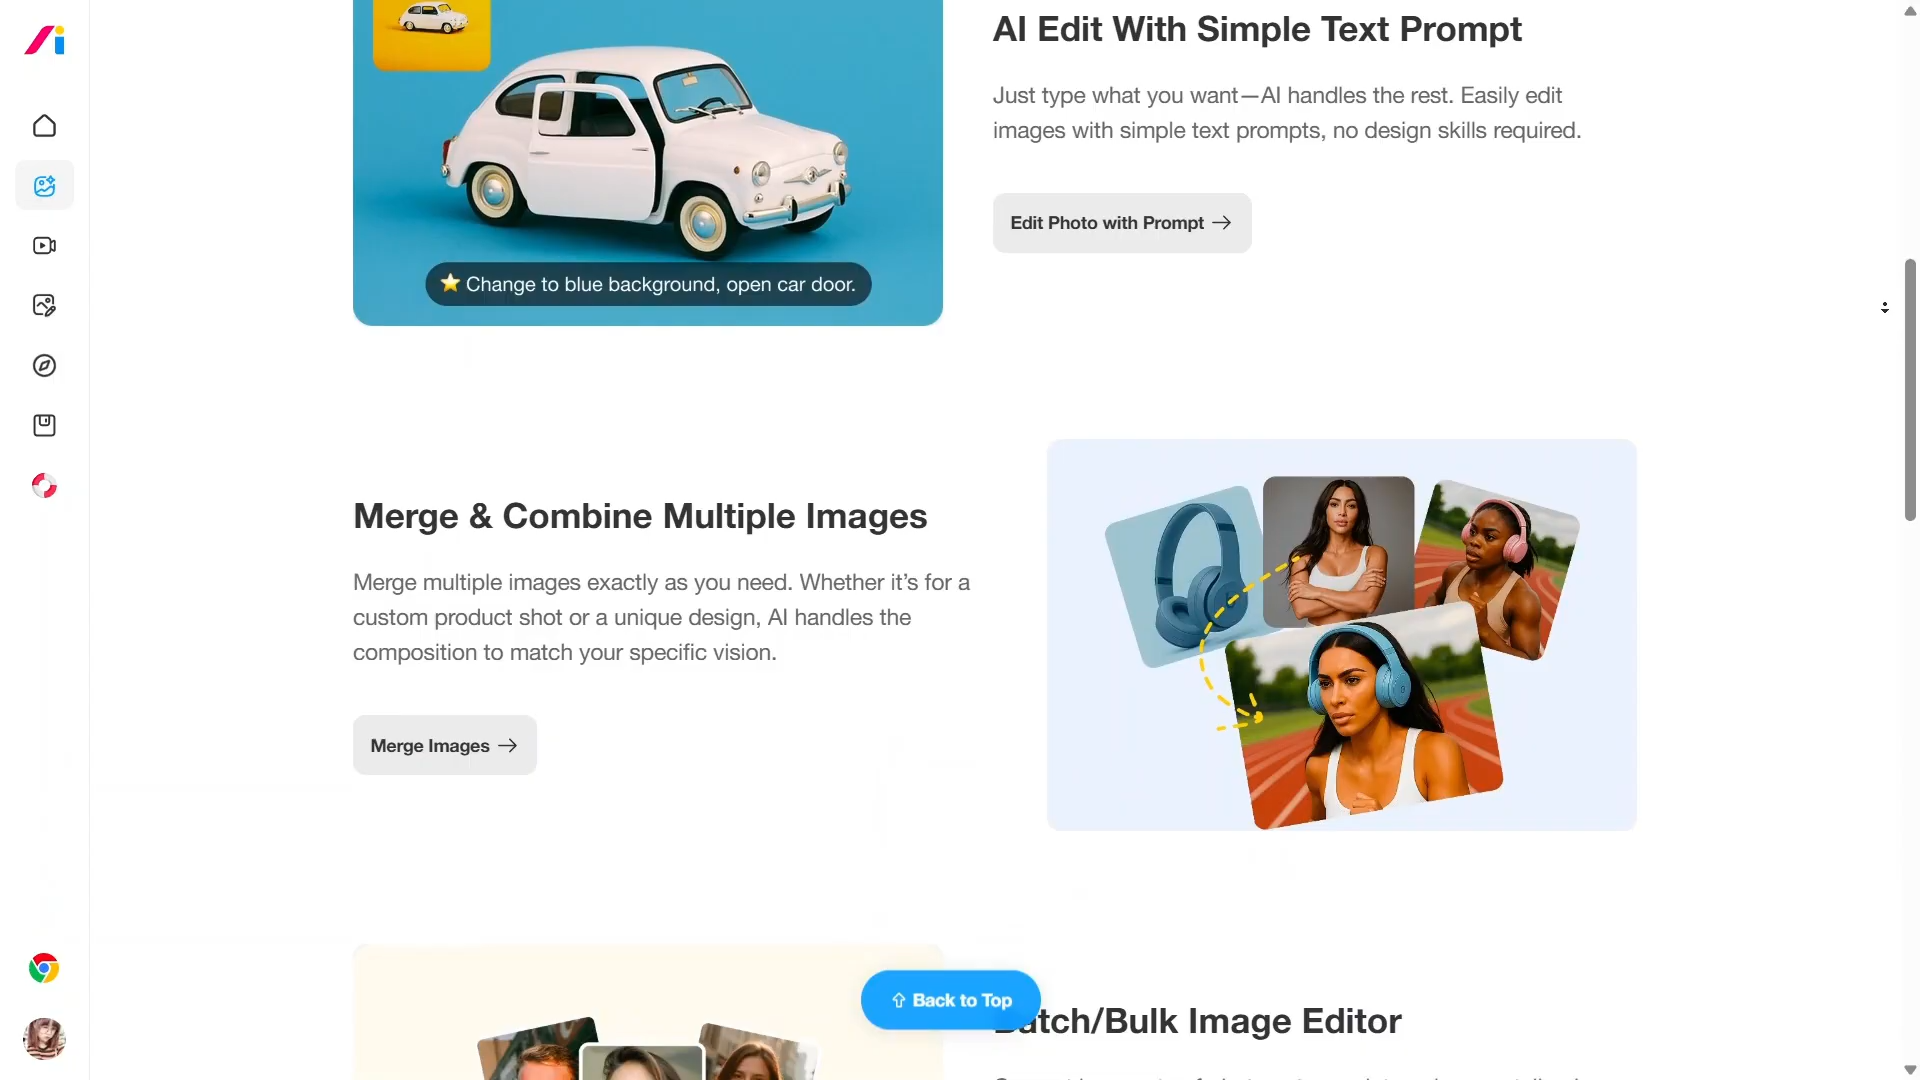 AI Edit With Simple Text Prompt
Just type what you want—AI handles the rest. Easily edit
images with simple text prompts, no design skills required.
Edit Photo with Prompt
Change to blue background, open car door.
Merge & Combine Multiple Images
Merge multiple images exactly as you need. Whether it’s for a
custom product shot or a unique design, AI handles the
composition to match your specific vision.
Merge Images
Back to Top
Batch/Bulk Image Editor